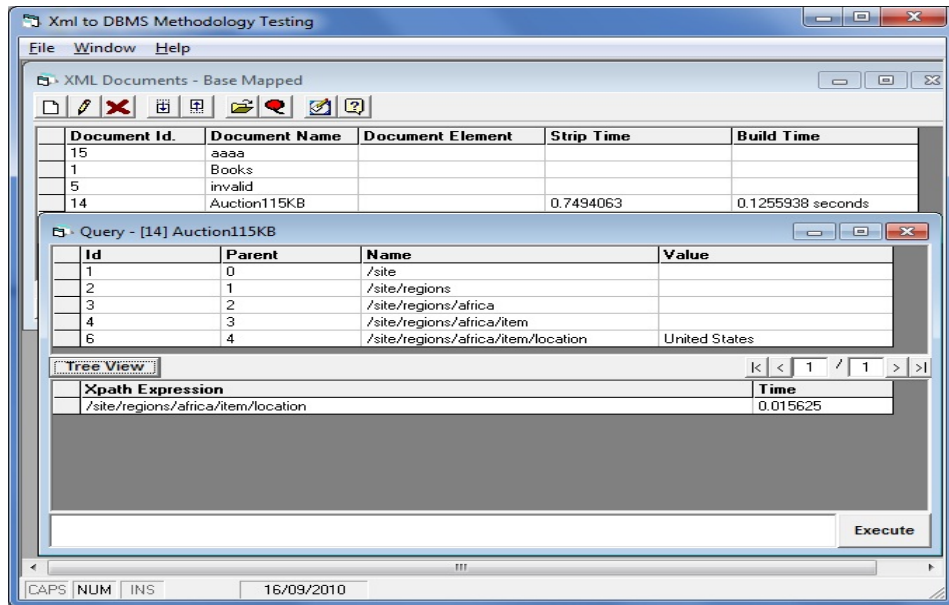 Xml to DBMS Methodology Testing
File Window Help
XML Documents - Base Mapped
Document Id. Document Name Document Element Strip Time Build Time
15 aaaa
1 Books
5 invalid
14 Auction115KB 0.7494063 0.1255938 seconds
Query - [14] Auction115KB
Id Parent Name Value
1 0 /site
2 1 /site/regions
3 2 /site/regions/africa
4 3 /site/regions/africa/item
6 4 /site/regions/africa/item/location United States
Tree View 1 / 1
Xpath Expression Time
/site/regions/africa/item/location 0.015625
Execute
CAPS NUM INS 16/09/2010